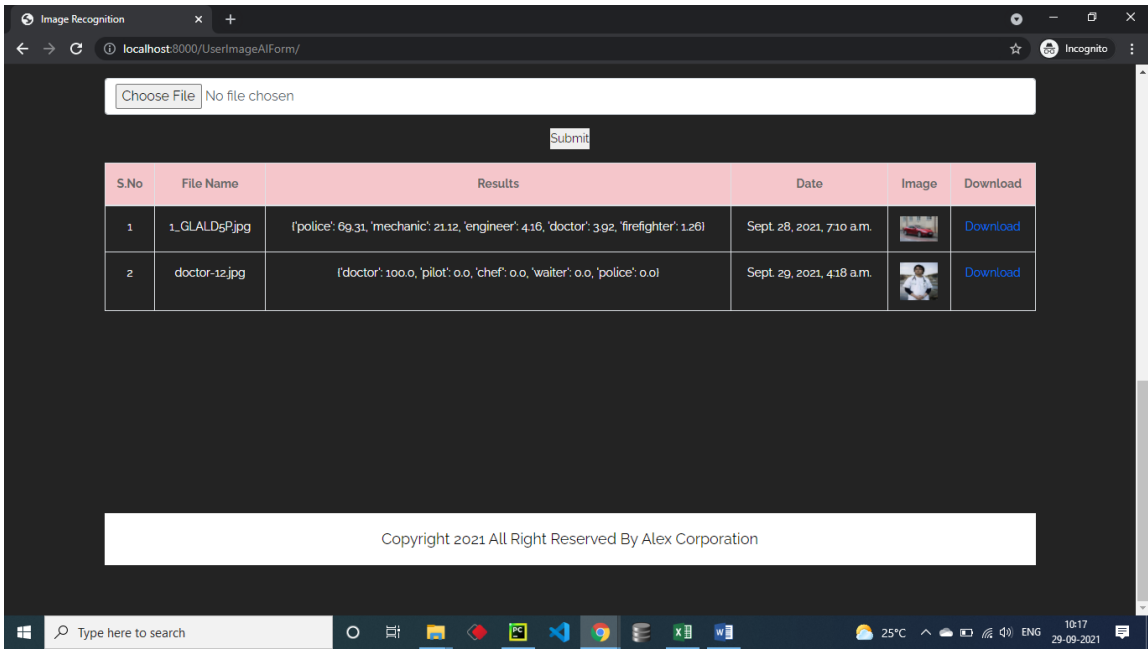 Image Recognition
localhost:8000/UserImageAIForm/
Incognito
Choose File No file chosen
Submit
S.No File Name Results Date Image Download
1 1_GLALD5P.jpg {'police': 69.31, 'mechanic': 21.12, 'engineer': 4.16, 'doctor': 3.92, 'firefighter': 1.26} Sept. 28, 2021, 7:10 a.m. Download
2 doctor-12.jpg {'doctor': 100.0, 'pilot': 0.0, 'chef': 0.0, 'waiter': 0.0, 'police': 0.0} Sept. 29, 2021, 4:18 a.m. Download
Copyright 2021 All Right Reserved By Alex Corporation
Type here to search
PC
25°C
ENG
10:17
29-09-2021